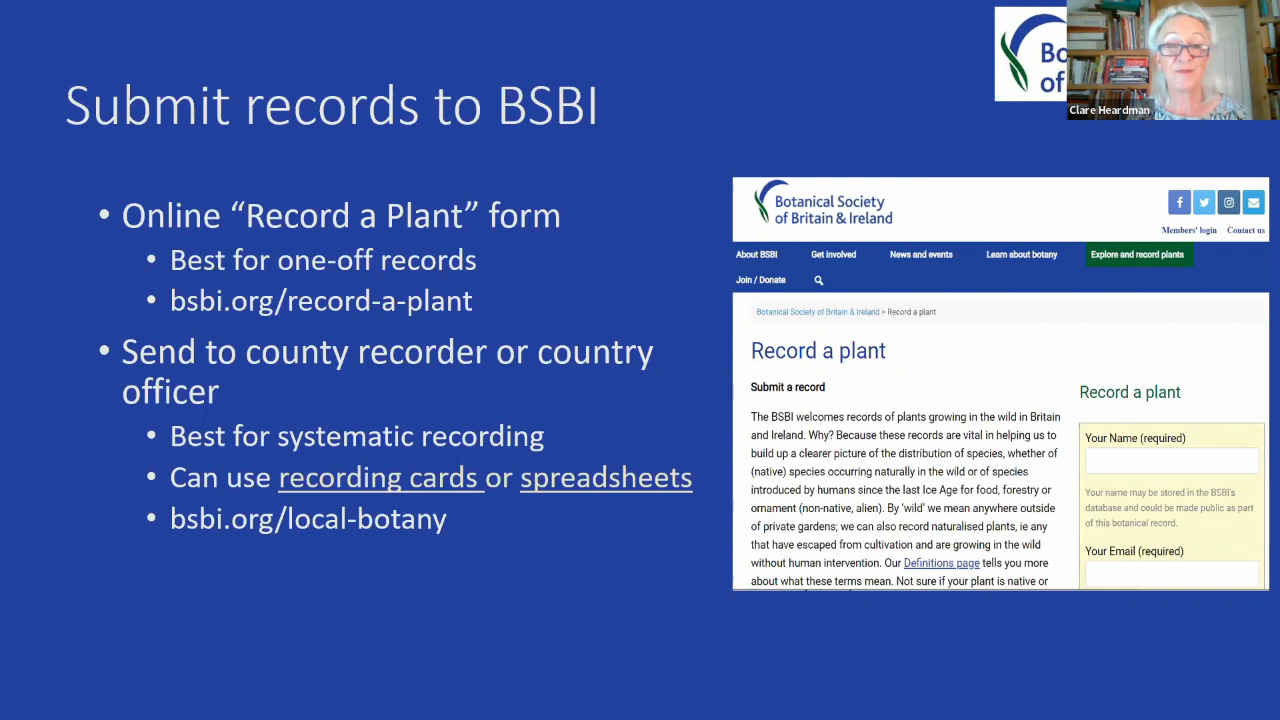 Submit records to BSBI
Bo
of
Clare Heardman
• Online “Record a Plant” form
• Best for one-off records
• bsbi.org/record-a-plant
• Send to county recorder or country
officer
• Best for systematic recording
• Can use recording cards or spreadsheets
• bsbi.org/local-botany
Botanical Society
of Britain & Ireland
Members' login Contact us
About BSBI Get involved News and events Learn about botany Explore and record plants
Join / Donate
Botanical Society of Britain & Ireland > Record a plant
Record a plant
Submit a record
The BSBI welcomes records of plants growing in the wild in Britain
and Ireland. Why? Because these records are vital in helping us to
build up a clearer picture of the distribution of species, whether of
(native) species occurring naturally in the wild or of species
introduced by humans since the last Ice Age for food, forestry or
ornament (non-native, alien). By 'wild' we mean anywhere outside
of private gardens; we can also record naturalised plants, ie any
that have escaped from cultivation and are growing in the wild
without human intervention. Our Definitions page tells you more
about what these terms mean. Not sure if your plant is native or
Record a plant
Your Name (required)
Your name may be stored in the BSBI's
database and could be made public as part
of this botanical record.
Your Email (required)